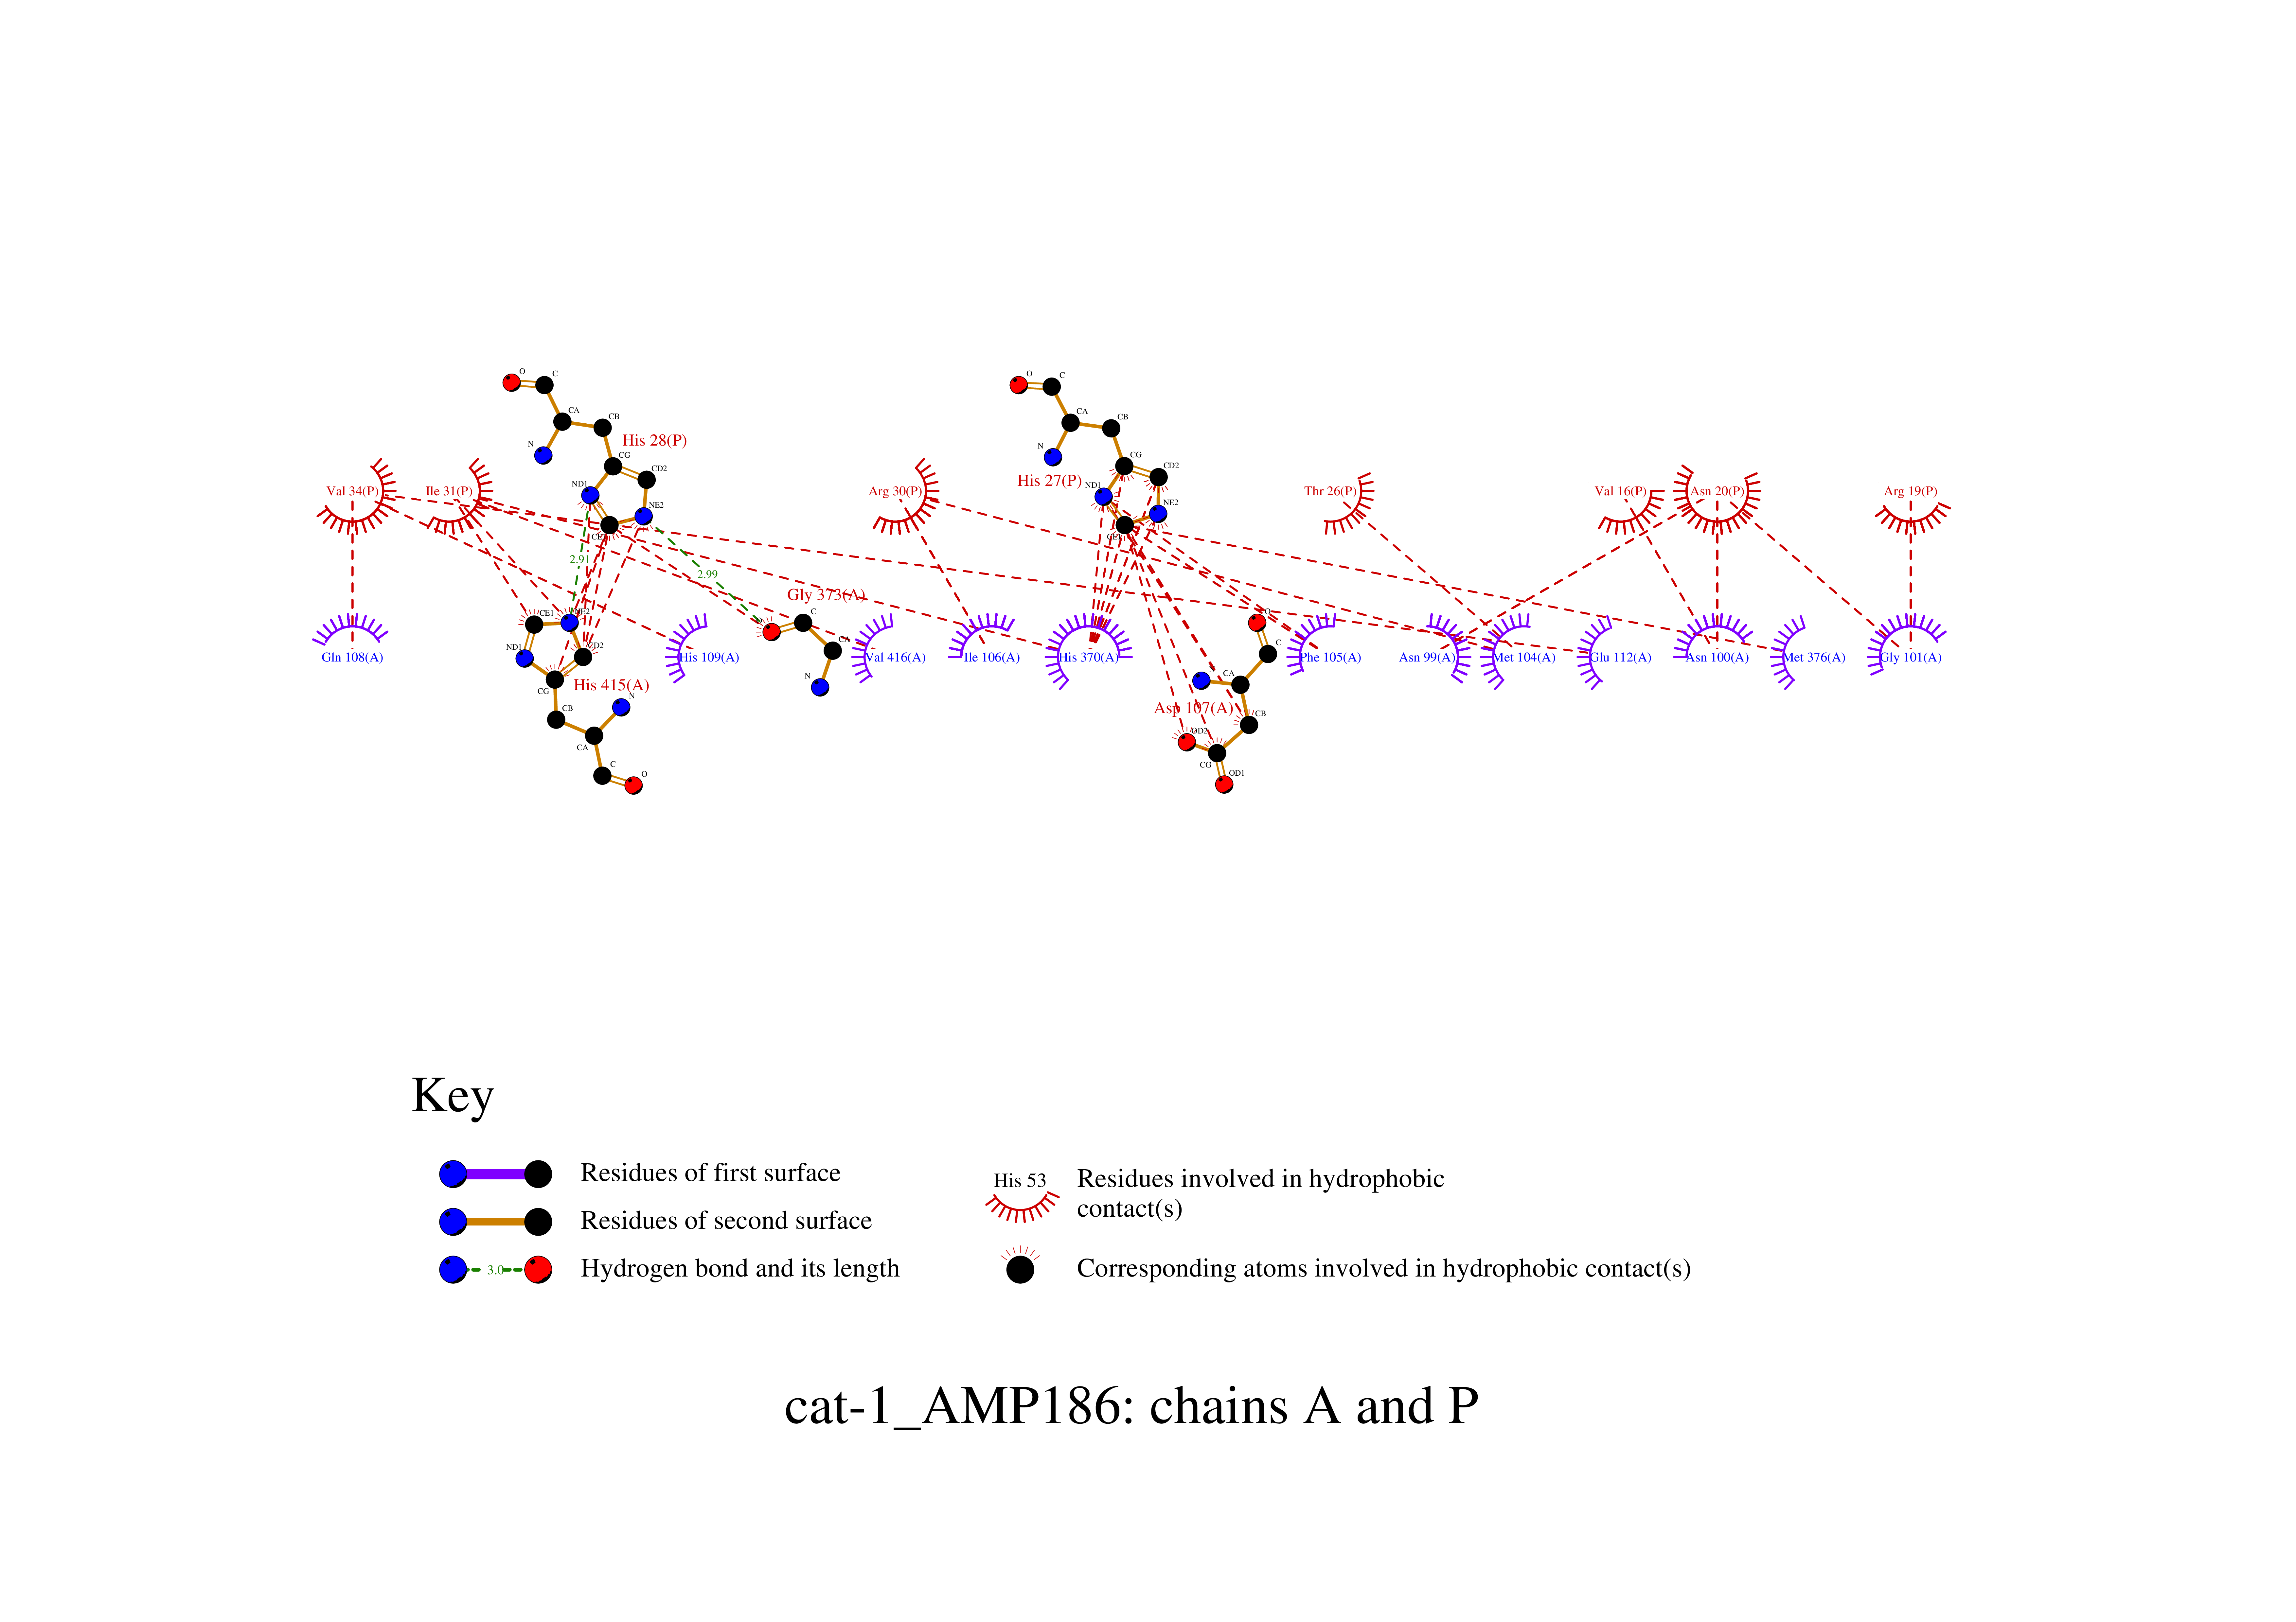 O C
CA CB
N
His 28(P)
CG CD2
ND1 NE2
CE1
O C
CA CB
N
CG CD2
His 27(P) ND1
NE2
CE1
Val 34(P) Ile 31(P) Arg 30(P) Thr 26(P) Val 16(P) Asn 20(P) Arg 19(P)
2.91
2.99
Gly 373(A)
O C
CA
N
CE1 NE2
ND1 CD2
CG His 415(A)
N
CB
CA
C O
O
C
CA
N
Asp 107(A) CB
OD2
CG OD1
Gln 108(A) His 109(A) Val 416(A) Ile 106(A) His 370(A) Phe 105(A) Asn 99(A) Met 104(A) Glu 112(A) Asn 100(A) Met 376(A) Gly 101(A)
Key
Residues of first surface
Residues of second surface
3.0 Hydrogen bond and its length
His 53 Residues involved in hydrophobic
contact(s)
Corresponding atoms involved in hydrophobic contact(s)
cat-1_AMP186: chains A and P